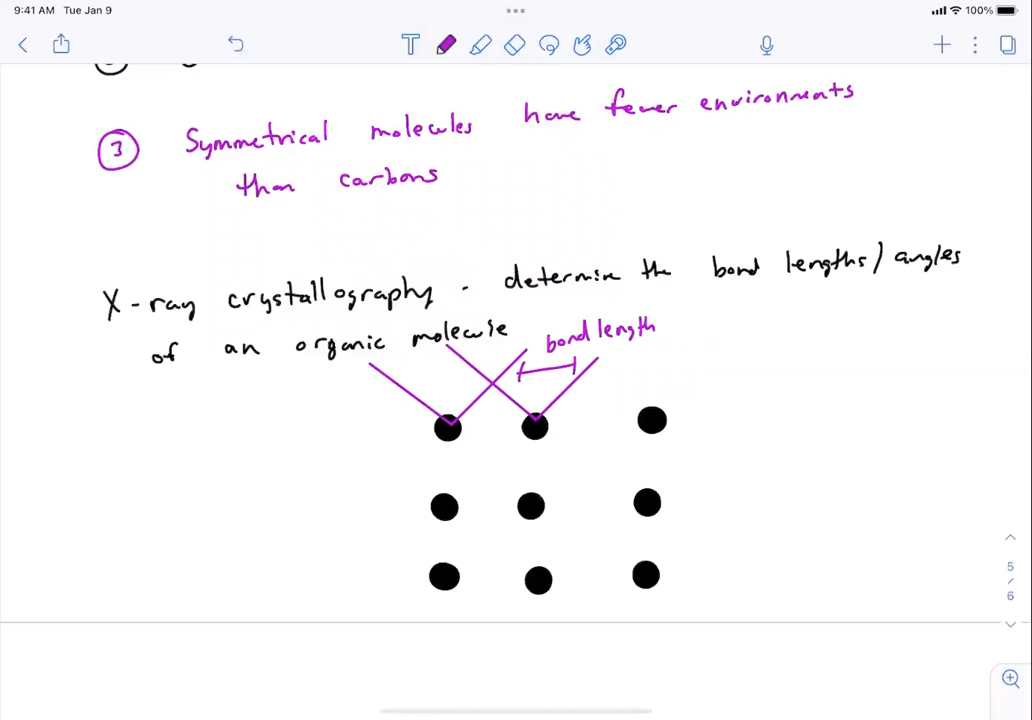 9:41 AM Tue Jan 9
100%
T
3 Symmetrical molecules have fewer environments
than carbons
X-ray crystallography - determine the bond lengths/angles
of an organic molecule
bond length
5
/
6